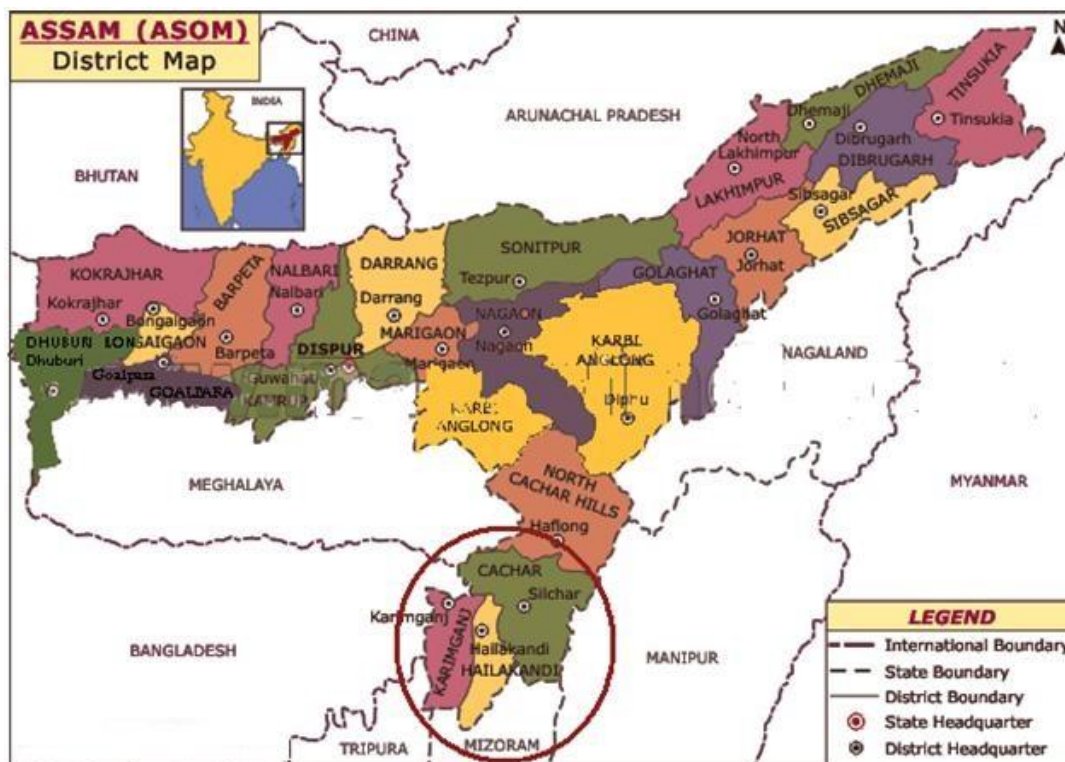 ASSAM (ASOM)
District Map
N
CHINA
INDIA
ARUNACHAL PRADESH
BHUTAN
DHEMAJI
Dhemaji
TINSUKIA
Tinsukia
North
Lakhimpur
LAKHIMPUR
Dibrugarh
DIBRUGARH
Sibsagar
SIBSAGAR
JORHAT
Jorhat
SONITPUR
Tezpur
GOLAGHAT
Golaghat
KOKRAJHAR
Kokrajhar
BARPETA
Barpeta
NALBARI
Nalbari
DARRANG
Darrang
Bongaigaon
DHUBURI
Dhuburi
MARIGAON
Marigaon
NAGAON
Nagaon
DISPUR
Guwahati
KAMRUP
Goalpara
GOALPARA
KARBI
ANGLONG
Diphu
KARBI
ANGLONG
NAGALAND
MEGHALAYA
NORTH
CACHAR HILLS
Haflong
MYANMAR
CACHAR
Silchar
Karimganj
KARIMGANJ
Hailakandi
HAILAKANDI
BANGLADESH
MANIPUR
TRIPURA
MIZORAM
LEGEND
International Boundary
State Boundary
District Boundary
State Headquarter
District Headquarter